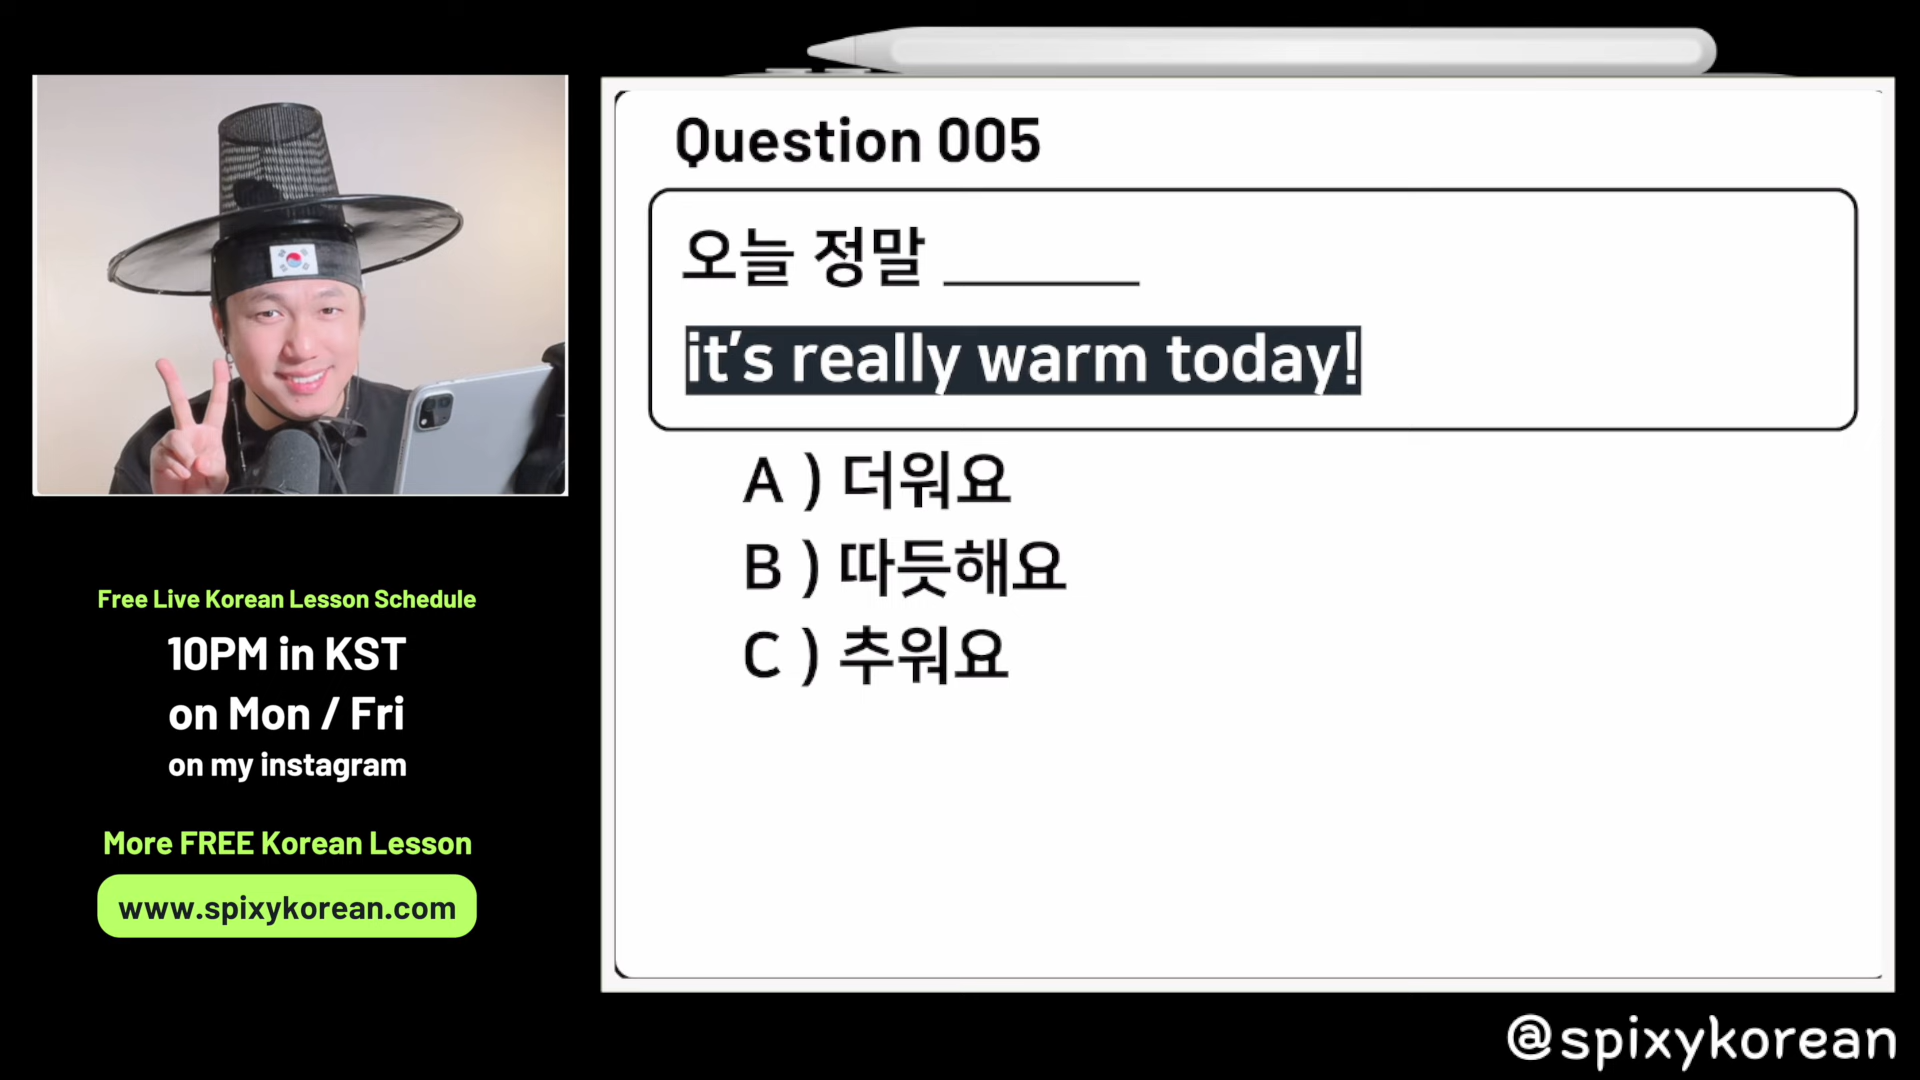 Question 005
오늘 정말 _______
it's really warm today!
A ) 더워요
B ) 따듯해요
C ) 추워요
Free Live Korean Lesson Schedule
10PM in KST
on Mon / Fri
on my instagram
More FREE Korean Lesson
www.spixykorean.com
@spixykorean